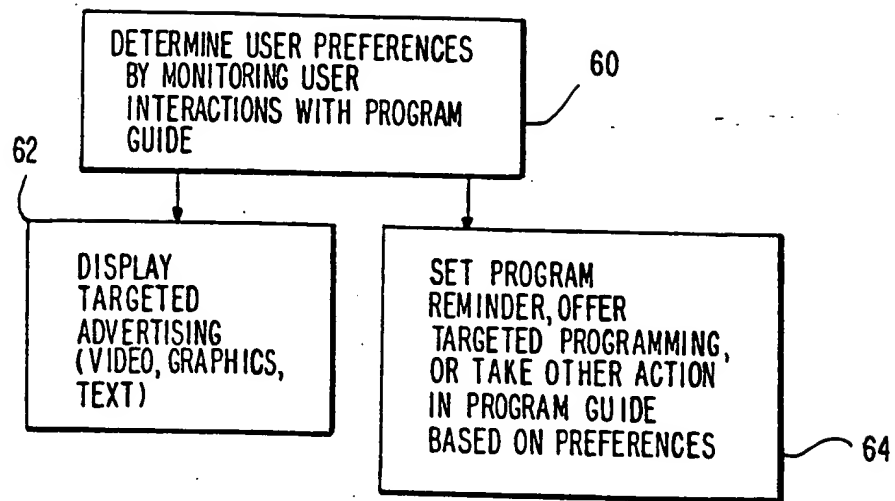 DETERMINE USER PREFERENCES
BY MONITORING USER
INTERACTIONS WITH PROGRAM
GUIDE
60
62
DISPLAY
TARGETED
ADVERTISING
(VIDEO, GRAPHICS,
TEXT)
SET PROGRAM
REMINDER, OFFER
TARGETED PROGRAMMING,
OR TAKE OTHER ACTION
IN PROGRAM GUIDE
BASED ON PREFERENCES
64